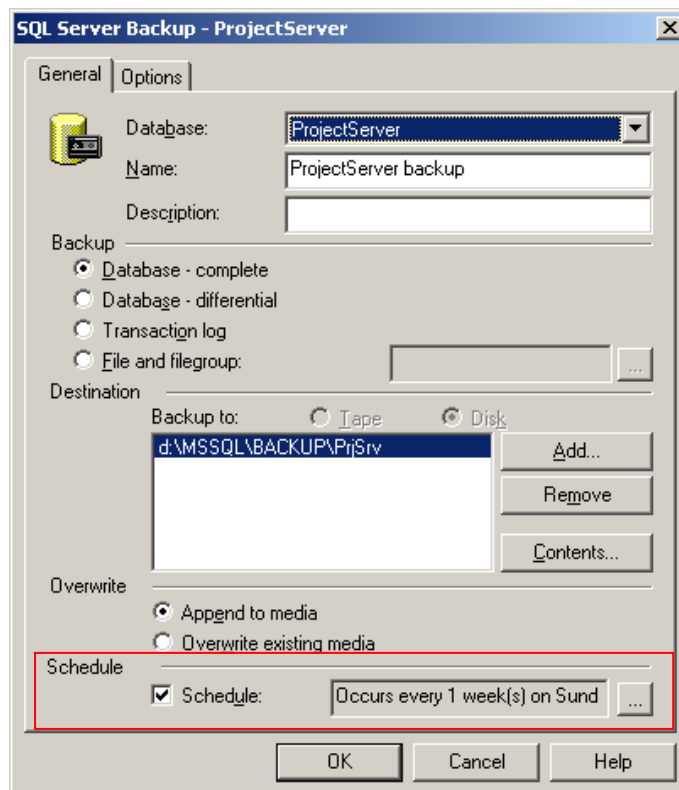 SQL Server Backup - ProjectServer
General
Options
Database:
ProjectServer
Name:
ProjectServer backup
Description:
Backup
Database - complete
Database - differential
Transaction log
File and filegroup:
...
Destination
Backup to:
Tape
Disk
d:\MSSQL\BACKUP\PrjSrv
Add...
Remove
Contents...
Overwrite
Append to media
Overwrite existing media
Schedule
Schedule:
Occurs every 1 week(s) on Sund
...
OK
Cancel
Help